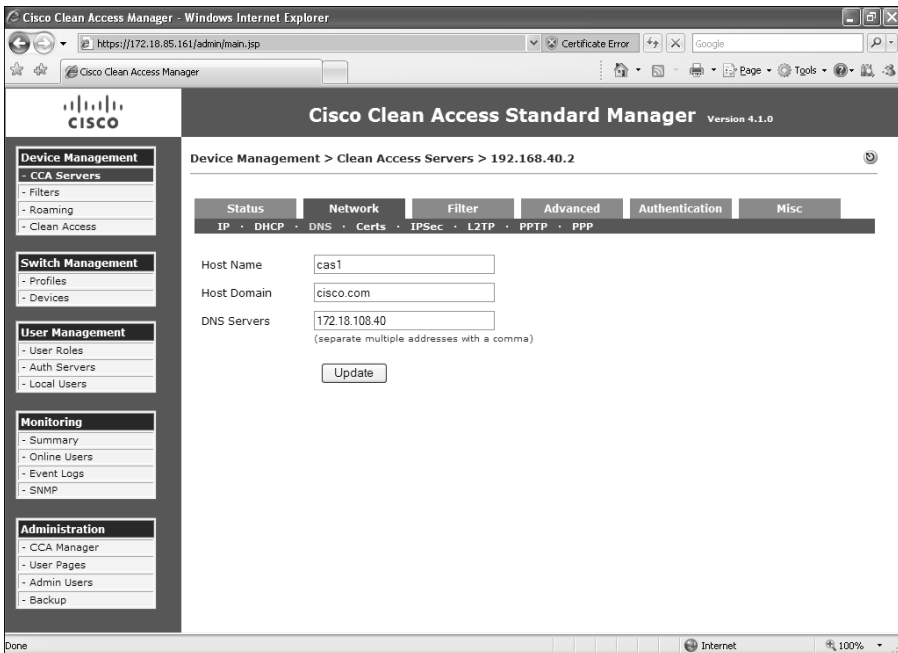 Cisco Clean Access Manager - Windows Internet Explorer
https://172.18.85.161/admin/main.jsp
Certificate Error
Google
Cisco Clean Access Manager
Page
Tools
CISCO
Cisco Clean Access Standard Manager Version 4.1.0
Device Management
- CCA Servers
- Filters
- Roaming
- Clean Access
Switch Management
- Profiles
- Devices
User Management
- User Roles
- Auth Servers
- Local Users
Monitoring
- Summary
- Online Users
- Event Logs
- SNMP
Administration
- CCA Manager
- User Pages
- Admin Users
- Backup
Device Management > Clean Access Servers > 192.168.40.2
Status Network Filter Advanced Authentication Misc
IP · DHCP · DNS · Certs · IPSec · L2TP · PPTP · PPP
Host Name cas1
Host Domain cisco.com
DNS Servers 172.18.108.40
(separate multiple addresses with a comma)
Update
Done
Internet
100%